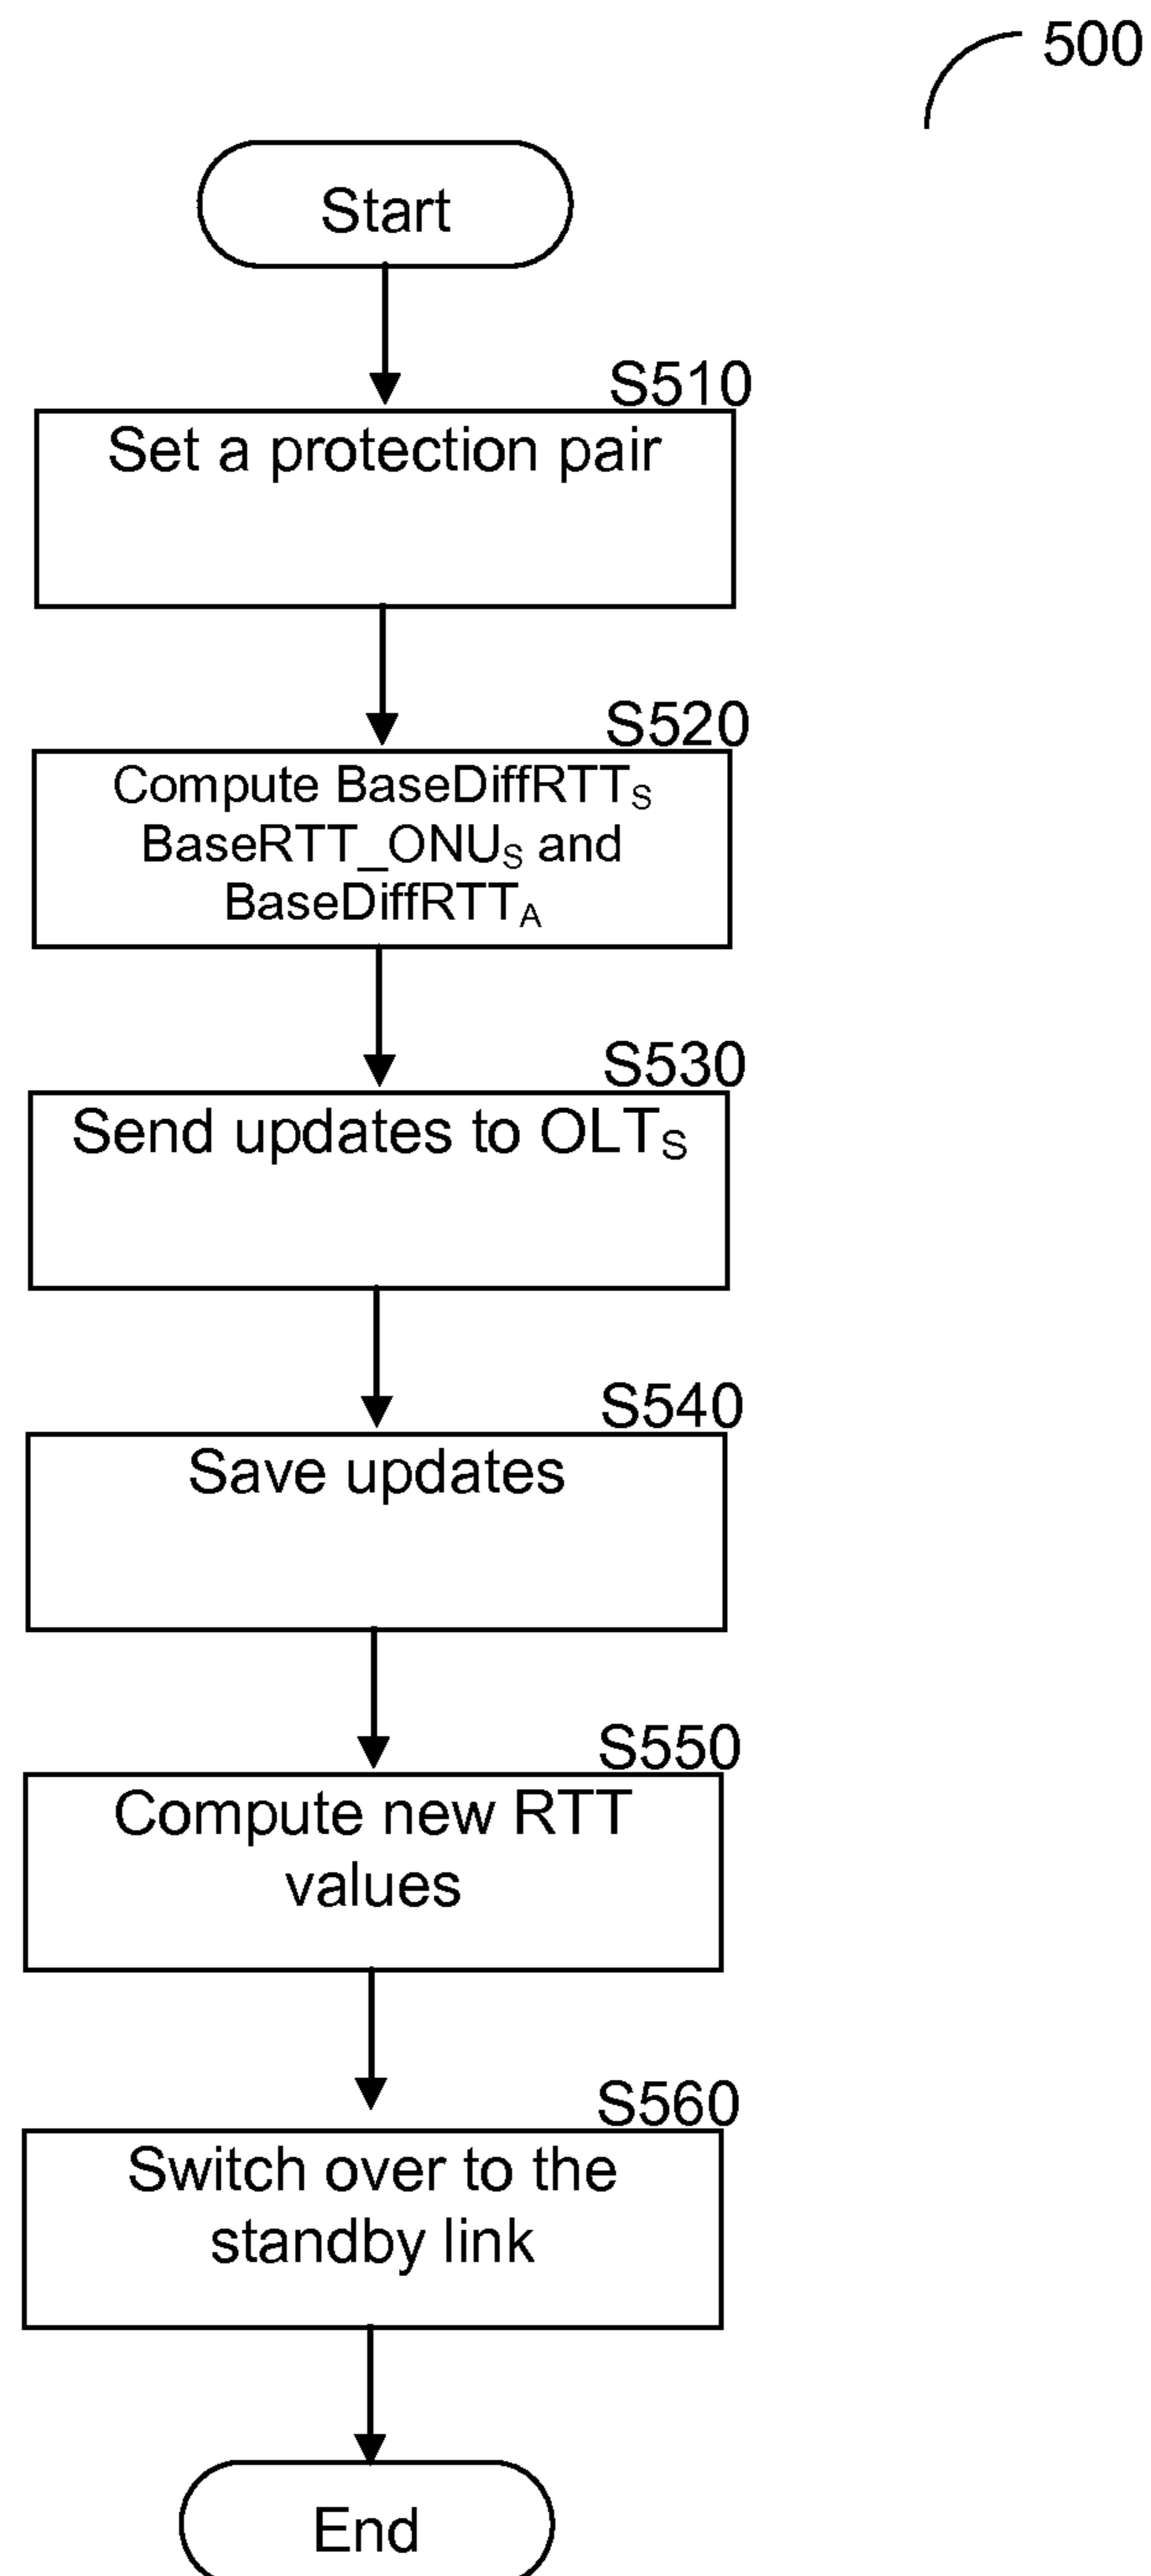 500
Start
S510
Set a protection pair
S520
Compute BaseDiffRTTS
BaseRTT_ONUS and
BaseDiffRTTA
S530
Send updates to OLTS
S540
Save updates
S550
Compute new RTT
values
S560
Switch over to the
standby link
End